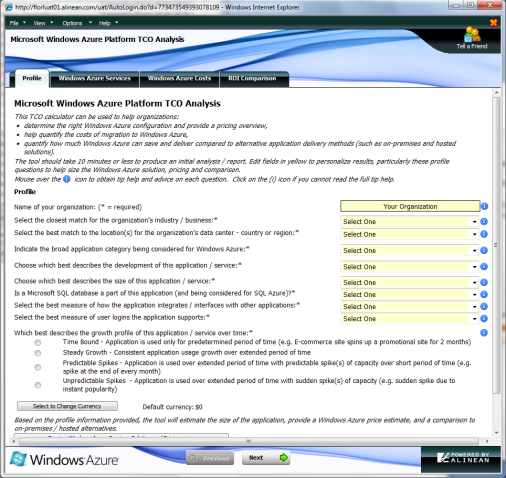 http://florluat01.alinean.com/uat/AutoLogin.do?d=773473549393078109 - Windows Internet Explorer
File ▾ View ▾ Options ▾ Help ▾
Microsoft Windows Azure Platform TCO Analysis
Tell a Friend
Profile Windows Azure Services Windows Azure Costs ROI Comparison
Microsoft Windows Azure Platform TCO Analysis
This TCO calculator can be used to help organizations:
• determine the right Windows Azure configuration and provide a pricing overview,
• help quantify the costs of migration to Windows Azure,
• quantify how much Windows Azure can save and deliver compared to alternative application delivery methods (such as on-premises and hosted
solutions).
The tool should take 10 minutes or less to produce an initial analysis / report. Edit fields in yellow to personalize results, particularly these profile
questions to help size the Windows Azure solution, pricing and comparison.
Mouse over the (i) icon to obtain tip help and advice on each question. Click on the (i) icon if you cannot read the full tip help.
Profile
Name of your organization: (* = required) Your Organization
Select the closest match for the organization's industry / business:* Select One
Select the best match to the location(s) for the organization's data center - country or region:* Select One
Indicate the broad application category being considered for Windows Azure:* Select One
Choose which best describes the development of this application / service:* Select One
Choose which best describes the size of this application / service:* Select One
Is a Microsoft SQL database a part of this application (and being considered for SQL Azure)?* Select One
Select the best measure of how the application integrates / interfaces with other applications:* Select One
Select the best measure of user logins the application supports:* Select One
Which best describes the growth profile of this application / service over time:*
Time Bound - Application is used only for predetermined period of time (e.g. E-commerce site spins up a promotional site for 2 months)
Steady Growth - Consistent application usage growth over extended period of time
Predictable Spikes - Application is used over extended period of time with predictable spike(s) of capacity over short period of time (e.g.
spike at the end of every month)
Unpredictable Spikes - Application is used over extended period of time with sudden spike(s) of capacity (e.g. sudden spike due to
instant popularity)
Select to Change Currency Default currency: $0
Based on the profile information provided, the tool will estimate the size of the application, provide a Windows Azure price estimate, and a comparison to
on-premises / hosted alternatives.
Windows Azure Previous Next POWERED BY
ALINEAN